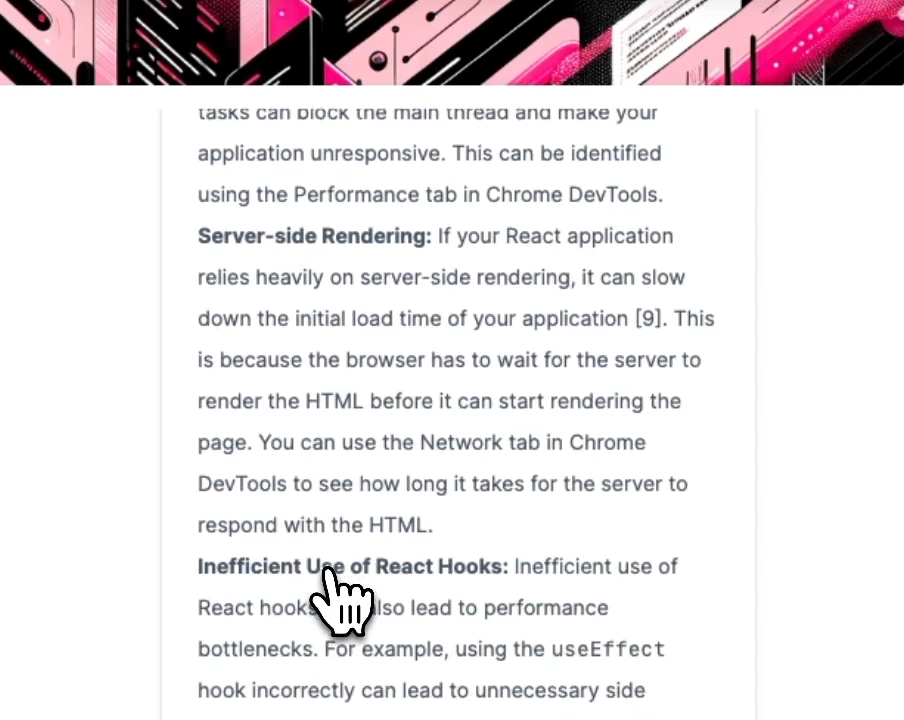 tasks can block the main thread and make your
application unresponsive. This can be identified
using the Performance tab in Chrome DevTools.
Server-side Rendering: If your React application
relies heavily on server-side rendering, it can slow
down the initial load time of your application [9]. This
is because the browser has to wait for the server to
render the HTML before it can start rendering the
page. You can use the Network tab in Chrome
DevTools to see how long it takes for the server to
respond with the HTML.
Inefficient Use of React Hooks: Inefficient use of
React hooks also lead to performance
bottlenecks. For example, using the useEffect
hook incorrectly can lead to unnecessary side